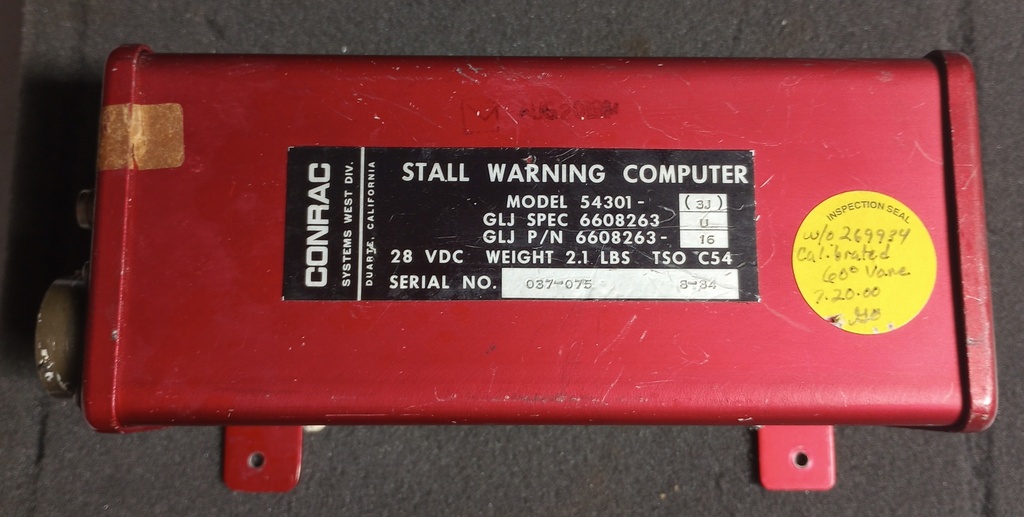 CONRAC
SYSTEMS WEST DIV.
DUARTE, CALIFORNIA
STALL WARNING COMPUTER
MODEL 54301- (3J)
GLJ SPEC 6608263 U
GLJ P/N 6608263- 16
28 VDC WEIGHT 2.1 LBS TSO C54
SERIAL NO. 037-075 8-84
INSPECTION SEAL
W/O 269934
Calibrated
60° Vane
7.20.00